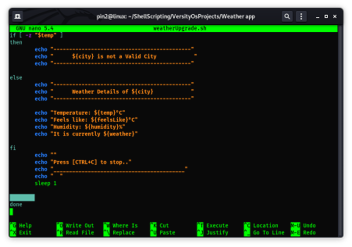 pin2@linux: ~/ShellScripting/VersityOsProjects/Weather app
GNU nano 5.4 weatherUpgrade.sh
if [ -z "$temp" ]
then
echo "--------------------------------------------"
echo " ${city} is not a Valid City "
echo "--------------------------------------------"
else
echo "--------------------------------------------"
echo " Weather Details of ${city} "
echo "--------------------------------------------"
echo "Temperature: ${temp}°C"
echo "Feels like: ${feelsLike}°C"
echo "Humidity: ${humidity}%"
echo "It is currently ${weather}"
fi
echo ""
echo "Press [CTRL+C] to stop.."
echo "__________________________________________"
echo " "
sleep 1
done
^G Help ^O Write Out ^W Where Is ^K Cut ^T Execute ^C Location M-U Undo
^X Exit ^R Read File ^\ Replace ^U Paste ^J Justify ^_ Go To Line M-E Redo